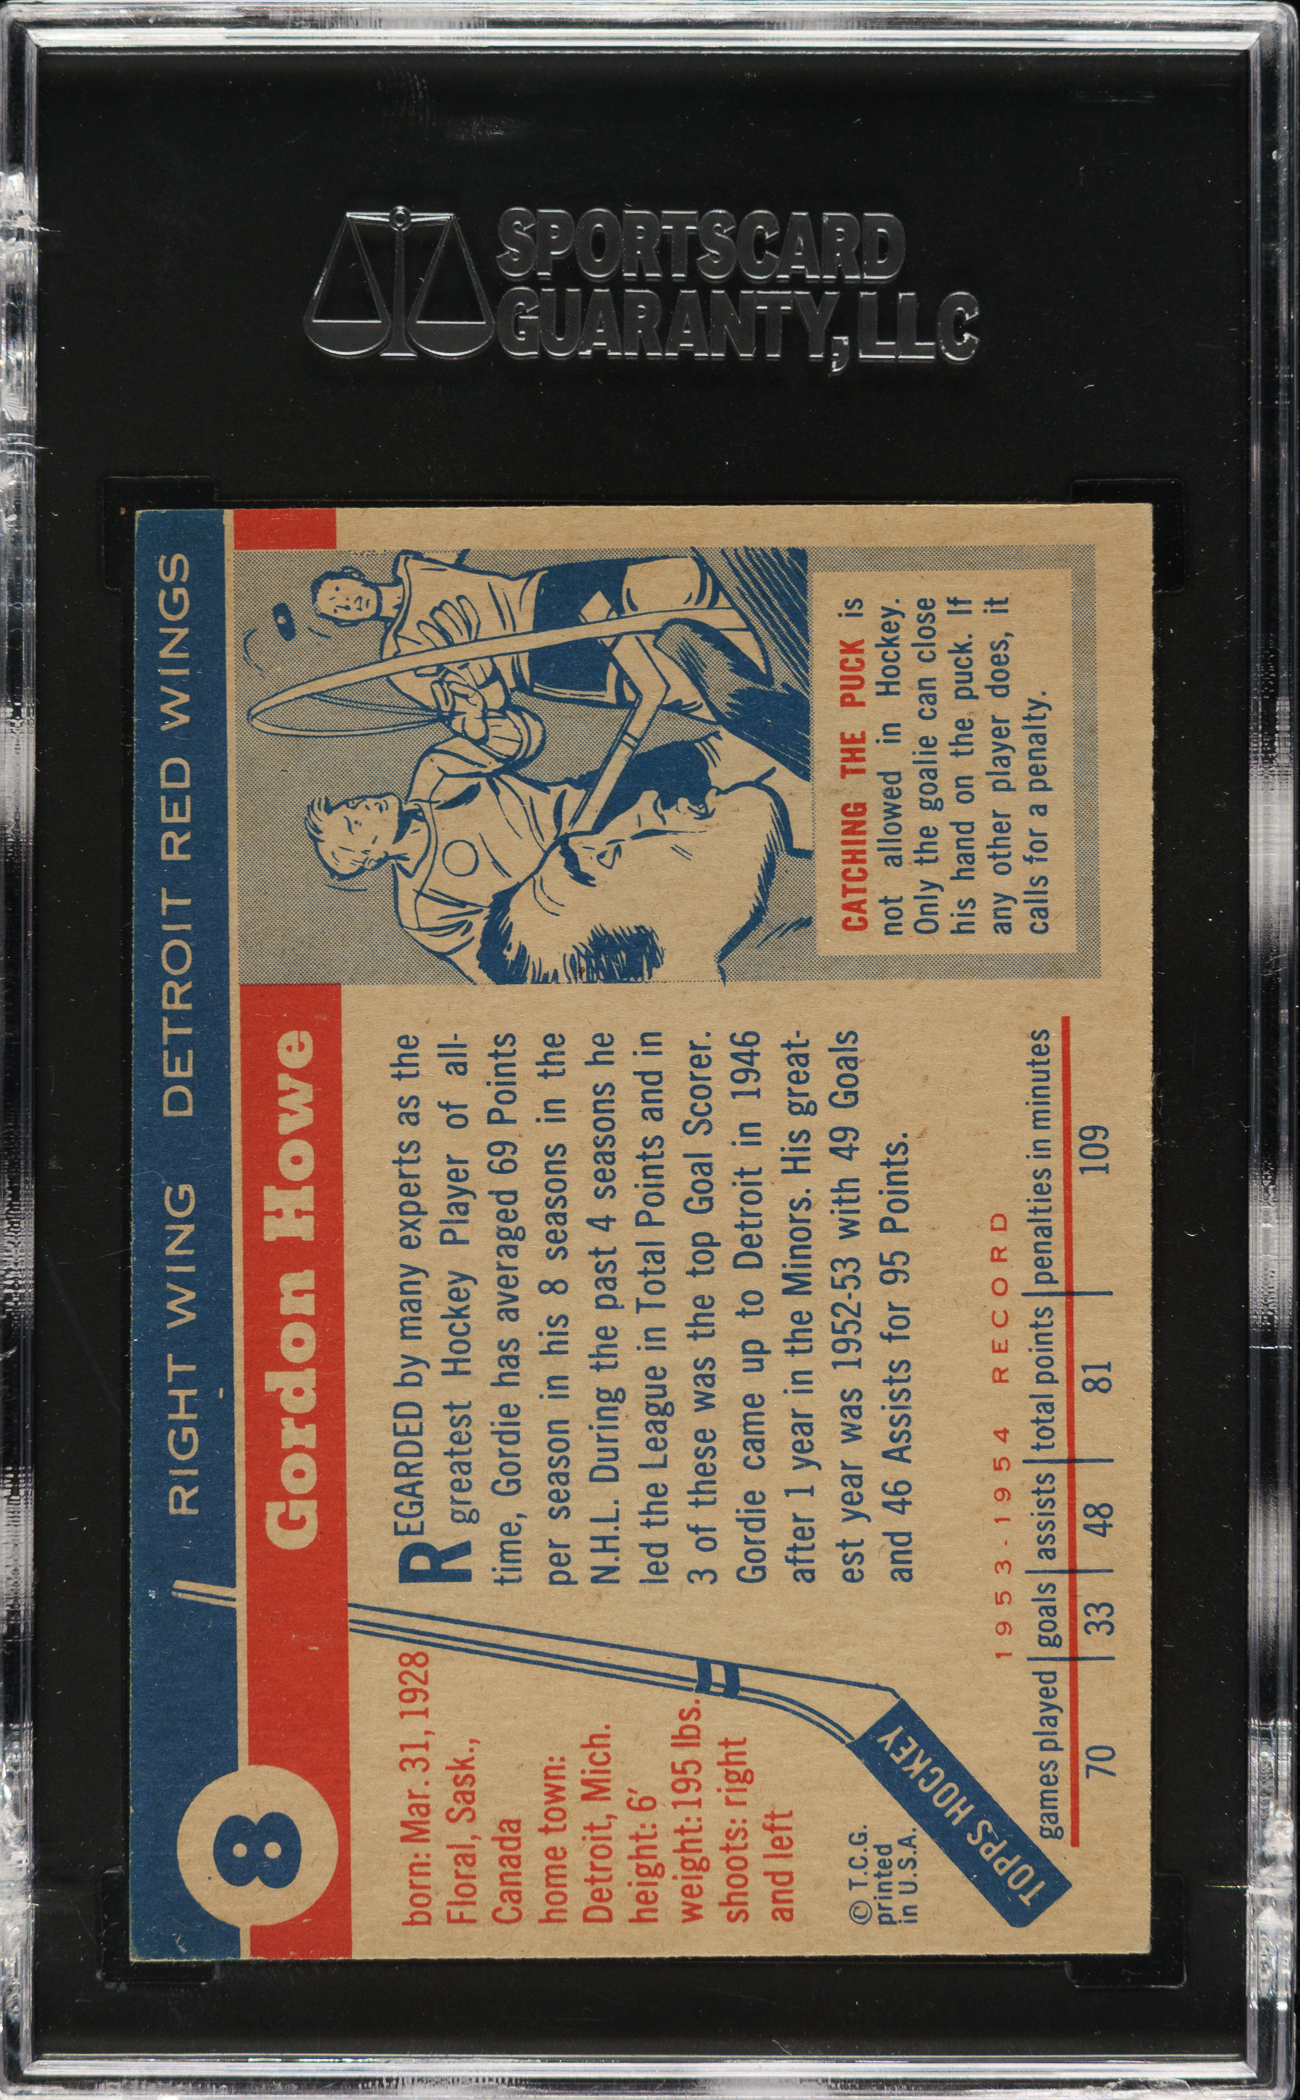 SPORTSCARD
GUARANTY, LLC
8
RIGHT WING DETROIT RED WINGS
Gordon Howe
born: Mar. 31, 1928
Floral, Sask.,
Canada
home town:
Detroit, Mich.
height: 6'
weight: 195 lbs.
shoots: right
and left
© T.C.G.
printed
in U.S.A.
TOPPS HOCKEY
REGARDED by many experts as the
greatest Hockey Player of all-
time, Gordie has averaged 69 Points
per season in his 8 seasons in the
N.H.L. During the past 4 seasons he
led the League in Total Points and in
3 of these was the top Goal Scorer.
Gordie came up to Detroit in 1946
after 1 year in the Minors. His great-
est year was 1952-53 with 49 Goals
and 46 Assists for 95 Points.
CATCHING THE PUCK is
not allowed in Hockey.
Only the goalie can close
his hand on the puck. If
any other player does, it
calls for a penalty.
1953-1954 RECORD
games played goals assists total points penalties in minutes
70 33 48 81 109